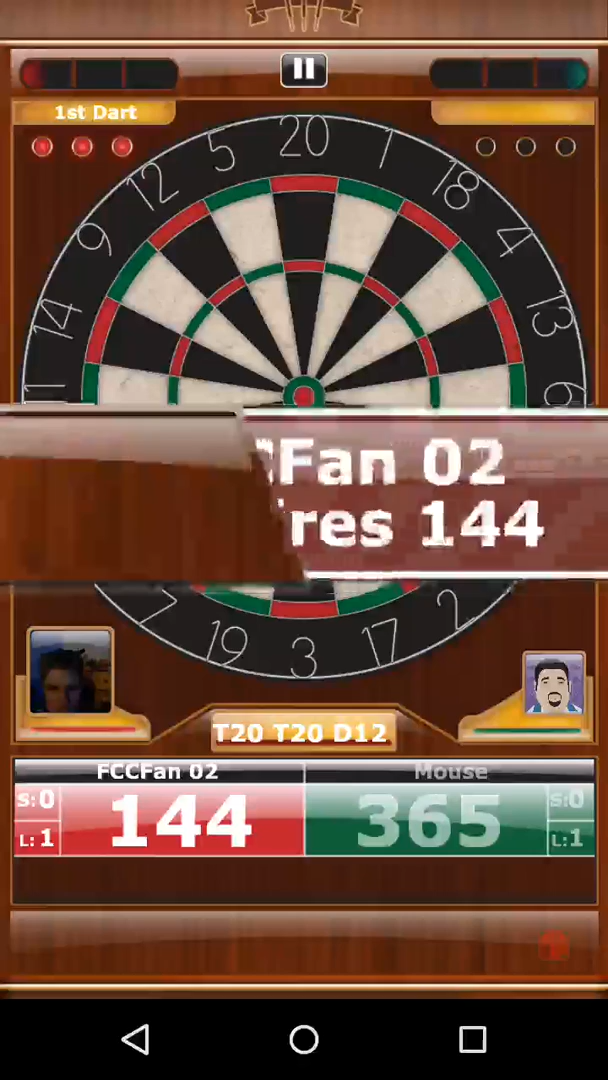 1st Dart
20
5 1
12 18
9 4
14 13
11 6
Fan 02
res 144
7 2
19 17
3
T20 T20 D12
FCCFan 02 Mouse
S:0 144 365 S:0
L:1 L:1